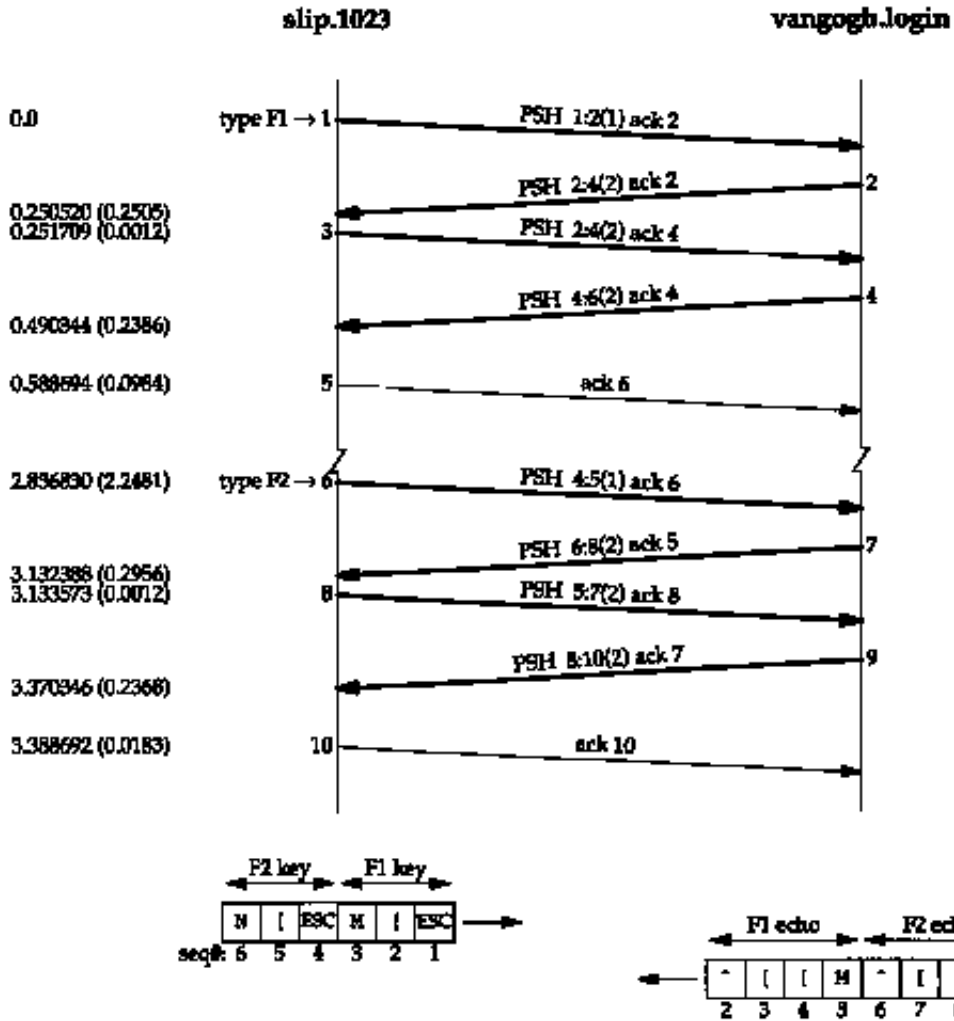 slip.1023 vangogh.login
0.0 type F1 → 1 PSH 1:2(1) ack 2
PSH 2:4(2) ack 2 2
0.250520 (0.2505)
0.251709 (0.0012) 3 PSH 2:4(2) ack 4
PSH 4:6(2) ack 4 4
0.490344 (0.2386)
0.588694 (0.0984) 5 ack 6
2.836830 (2.2481) type F2 → 6 PSH 4:5(1) ack 6
PSH 6:8(2) ack 5 7
3.132388 (0.2956)
3.133573 (0.0012) 8 PSH 5:7(2) ack 8
PSH 8:10(2) ack 7 9
3.370346 (0.2368)
3.388692 (0.0183) 10 ack 10
F2 key F1 key
N [ ESC M [ ESC
seq#: 6 5 4 3 2 1
F1 echo F2 ec
^ [ [ M ^ [
2 3 4 5 6 7